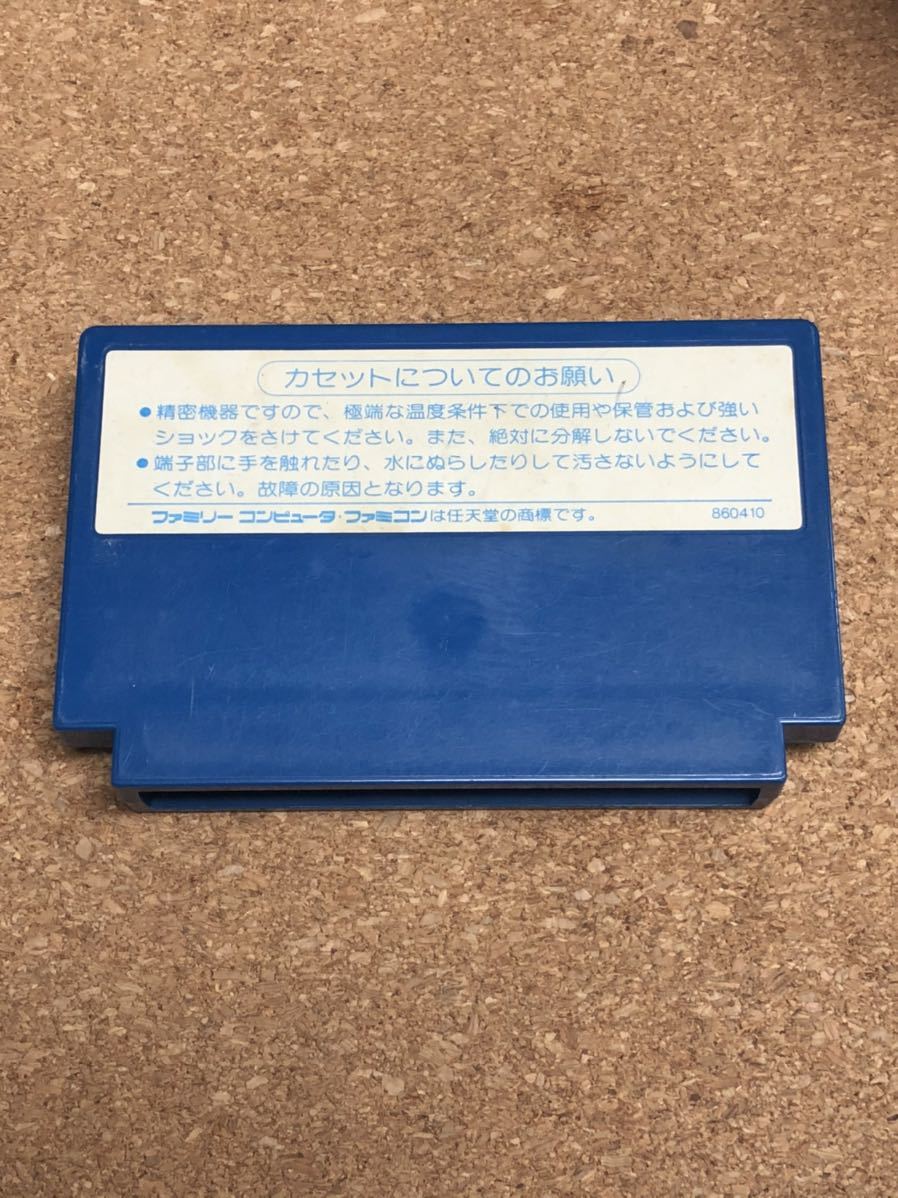 カセットについてのお願い
●精密機器ですので、極端な温度条件下での使用や保管および強い
ショックをさけてください。また、絶対に分解しないでください。
●端子部に手を触れたり、水にぬらしたりして汚さないようにして
ください。故障の原因となります。
ファミリーコンピュータ・ファミコンは任天堂の商標です。 860410